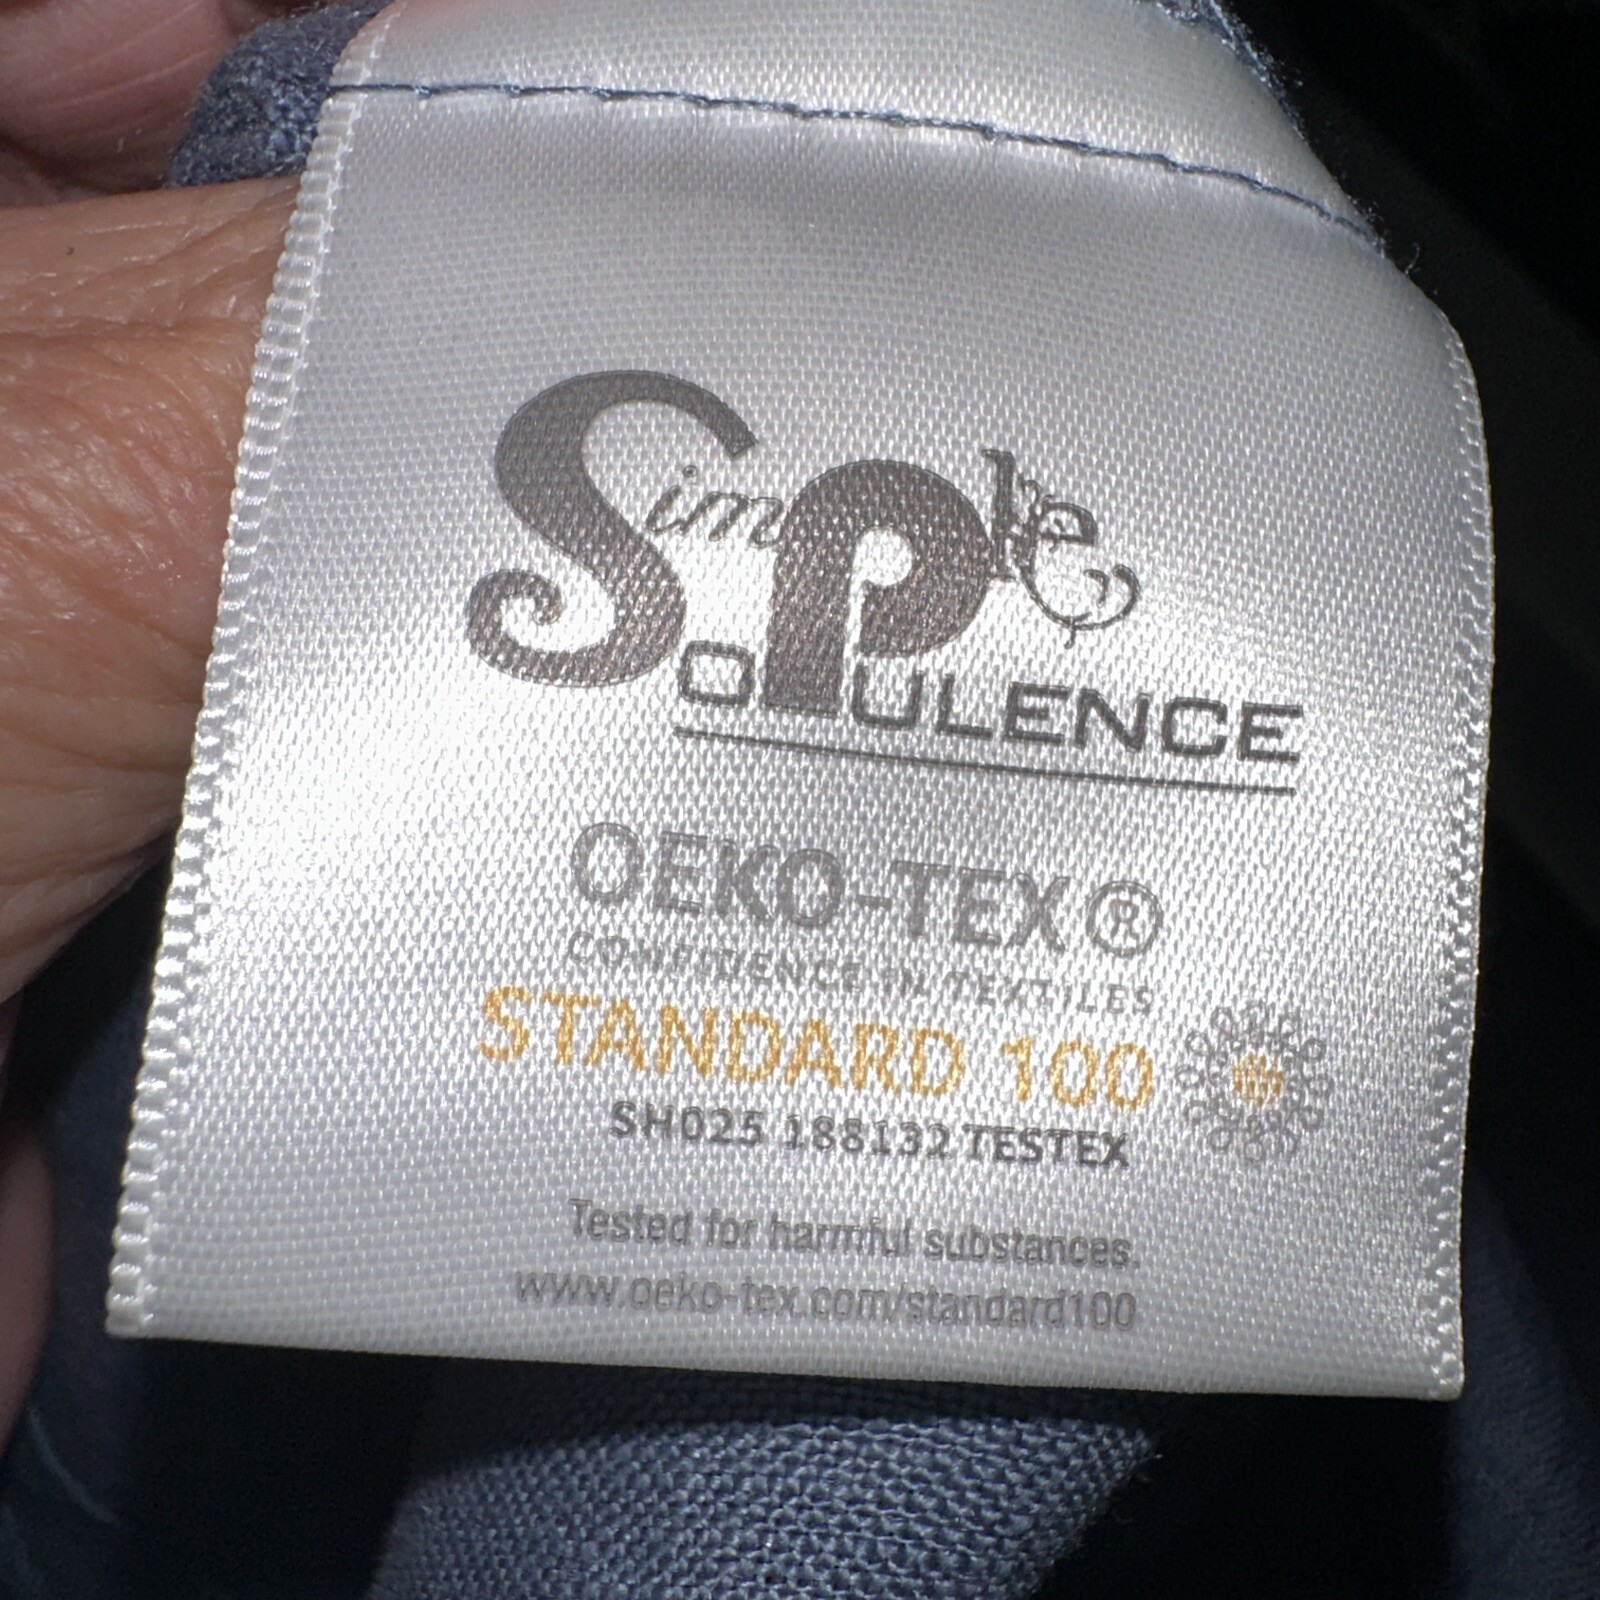 Simple
OPULENCE
OEKO-TEX®
CONFIDENCE IN TEXTILES
STANDARD 100
SH025 188132 TESTEX
Tested for harmful substances.
www.oeko-tex.com/standard100